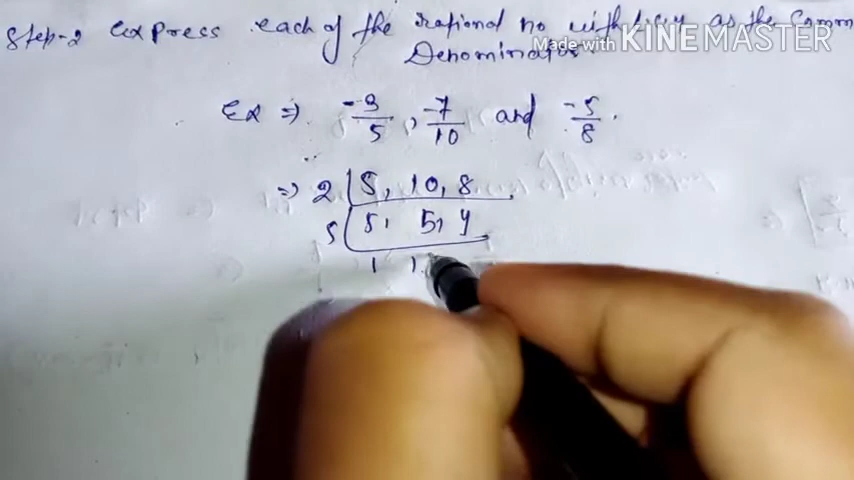 Step-2 Express each of the rational no with as the Comm
Denominator
Made with KINEMASTER
Ex ⇒ -9/5, -7/10 and -5/8.
⇒ 2 | 5, 10, 8
5 | 5, 5, 4
1 1